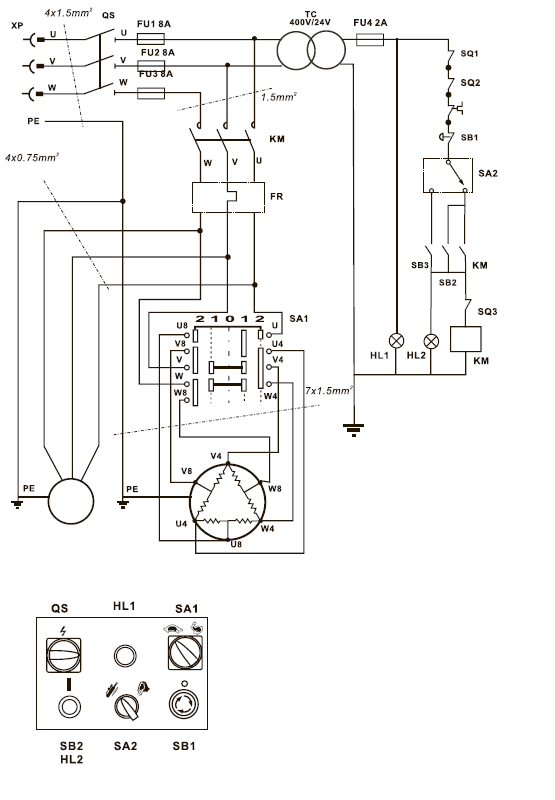 4x1.5mm²
XP
QS
FU1 8A
TC
400V/24V
FU4 2A
U
U
U
V
V
FU2 8A
SQ1
W
W
FU3 8A
SQ2
1.5mm²
PE
KM
SB1
4x0.75mm²
W
V
U
SA2
FR
SB3
KM
SB2
SQ3
2 1 0 1 2
SA1
U8
U
V8
U4
HL1
HL2
KM
V
V4
W
W8
W4
7x1.5mm²
V4
V8
W8
PE
PE
U4
W4
U8
QS
HL1
SA1
SB2
SA2
SB1
HL2